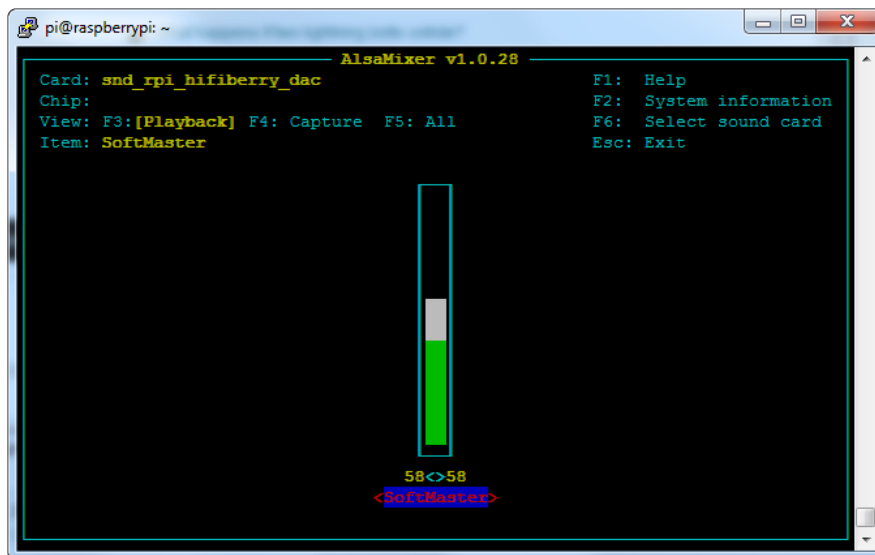 pi@raspberrypi: ~
AlsaMixer v1.0.28
Card: snd_rpi_hifiberry_dac F1: Help
Chip: F2: System information
View: F3:[Playback] F4: Capture F5: All F6: Select sound card
Item: SoftMaster Esc: Exit
58<>58
<SoftMaster>